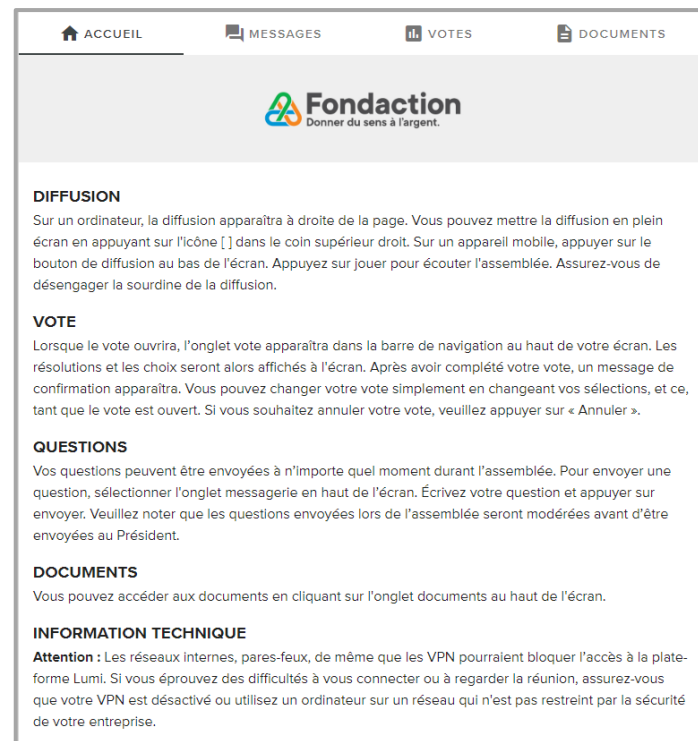 ACCUEIL MESSAGES VOTES DOCUMENTS
Fondaction
Donner du sens à l'argent.
DIFFUSION
Sur un ordinateur, la diffusion apparaîtra à droite de la page. Vous pouvez mettre la diffusion en plein
écran en appuyant sur l'icône [ ] dans le coin supérieur droit. Sur un appareil mobile, appuyer sur le
bouton de diffusion au bas de l'écran. Appuyez sur jouer pour écouter l'assemblée. Assurez-vous de
désengager la sourdine de la diffusion.
VOTE
Lorsque le vote ouvrira, l'onglet vote apparaîtra dans la barre de navigation au haut de votre écran. Les
résolutions et les choix seront alors affichés à l'écran. Après avoir complété votre vote, un message de
confirmation apparaîtra. Vous pouvez changer votre vote simplement en changeant vos sélections, et ce,
tant que le vote est ouvert. Si vous souhaitez annuler votre vote, veuillez appuyer sur « Annuler ».
QUESTIONS
Vos questions peuvent être envoyées à n'importe quel moment durant l'assemblée. Pour envoyer une
question, sélectionner l'onglet messagerie en haut de l'écran. Écrivez votre question et appuyer sur
envoyer. Veuillez noter que les questions envoyées lors de l'assemblée seront modérées avant d'être
envoyées au Président.
DOCUMENTS
Vous pouvez accéder aux documents en cliquant sur l'onglet documents au haut de l'écran.
INFORMATION TECHNIQUE
Attention : Les réseaux internes, pares-feux, de même que les VPN pourraient bloquer l'accès à la plate-
forme Lumi. Si vous éprouvez des difficultés à vous connecter ou à regarder la réunion, assurez-vous
que votre VPN est désactivé ou utilisez un ordinateur sur un réseau qui n'est pas restreint par la sécurité
de votre entreprise.